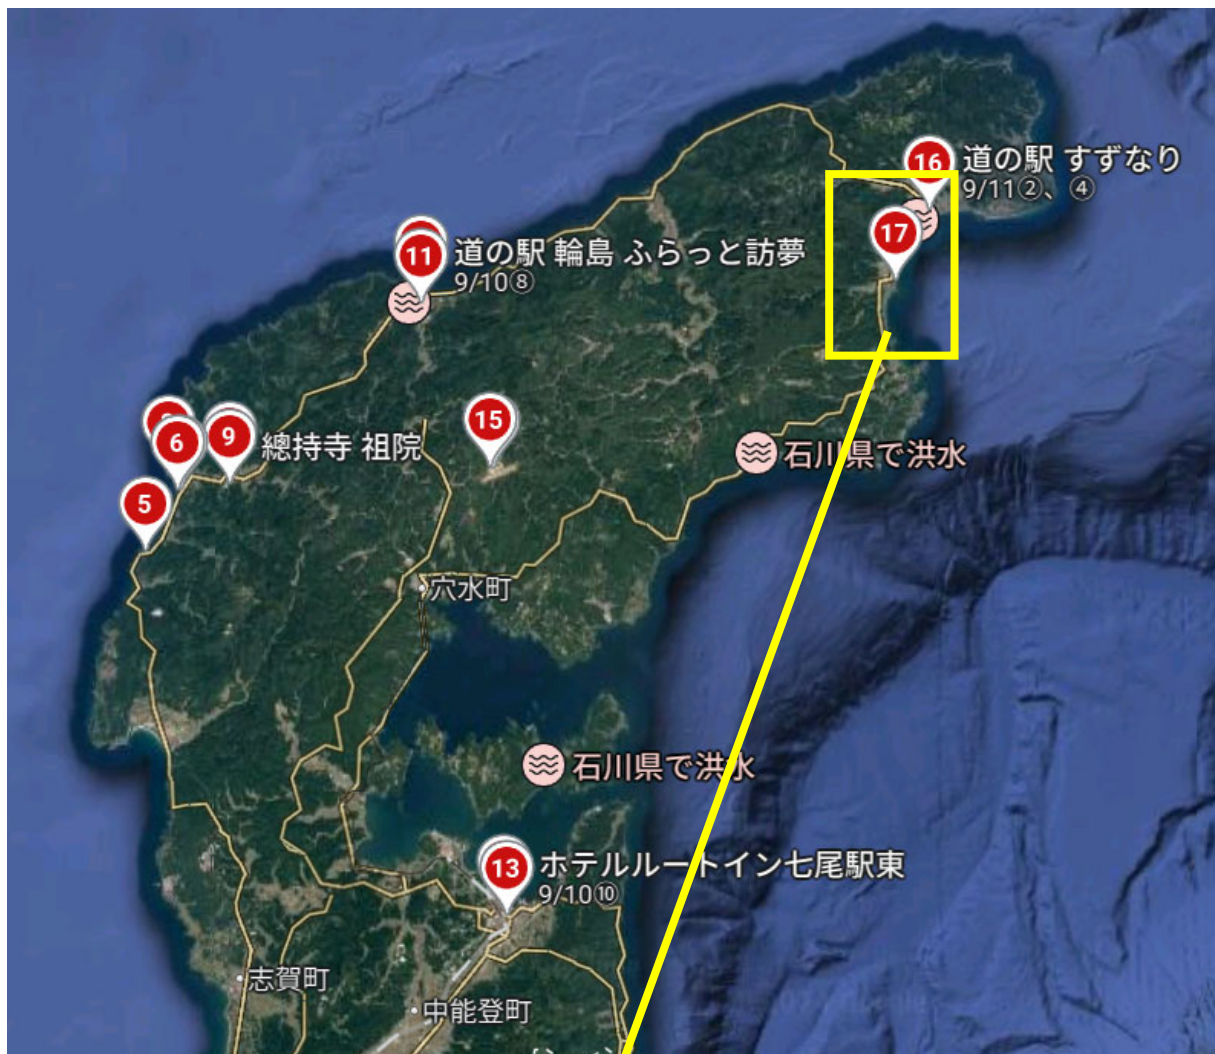 16
道の駅 すずなり
9/11②、④
17
11
道の駅 輪島 ふらっと訪夢
9/10⑧
15
6
9
總持寺 祖院
石川県で洪水
5
穴水町
石川県で洪水
13
ホテルルートイン七尾駅東
9/10⑩
志賀町
中能登町